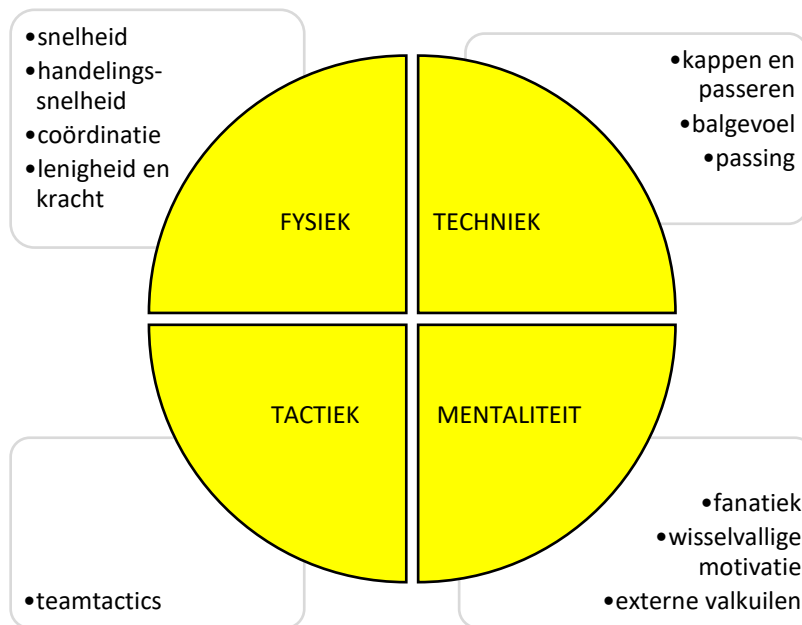 •snelheid
•handelings-
snelheid
•coördinatie
•lenigheid en
kracht
•kappen en
passeren
•balgevoel
•passing
FYSIEK
TECHNIEK
TACTIEK
MENTALITEIT
•teamtactics
•fanatiek
•wisselvallige
motivatie
•externe valkuilen